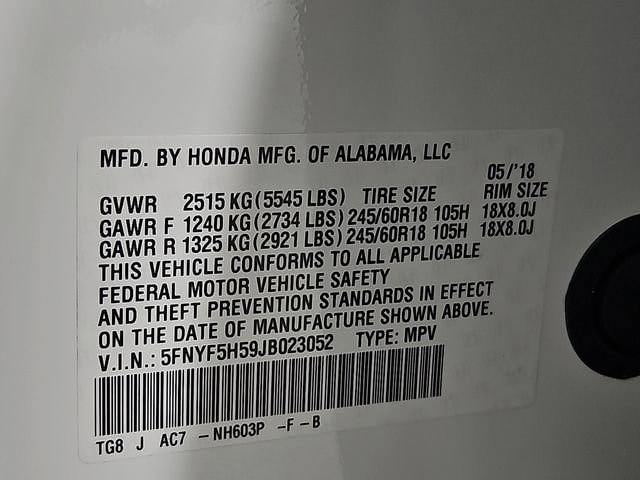 MFD. BY HONDA MFG. OF ALABAMA, LLC
05/'18
GVWR 2515 KG(5545 LBS) TIRE SIZE RIM SIZE
GAWR F 1240 KG(2734 LBS) 245/60R18 105H 18X8.0J
GAWR R 1325 KG(2921 LBS) 245/60R18 105H 18X8.0J
THIS VEHICLE CONFORMS TO ALL APPLICABLE
FEDERAL MOTOR VEHICLE SAFETY
AND THEFT PREVENTION STANDARDS IN EFFECT
ON THE DATE OF MANUFACTURE SHOWN ABOVE.
V.I.N.: 5FNYF5H59JB023052 TYPE: MPV
TG8 J AC7 -NH603P -F-B